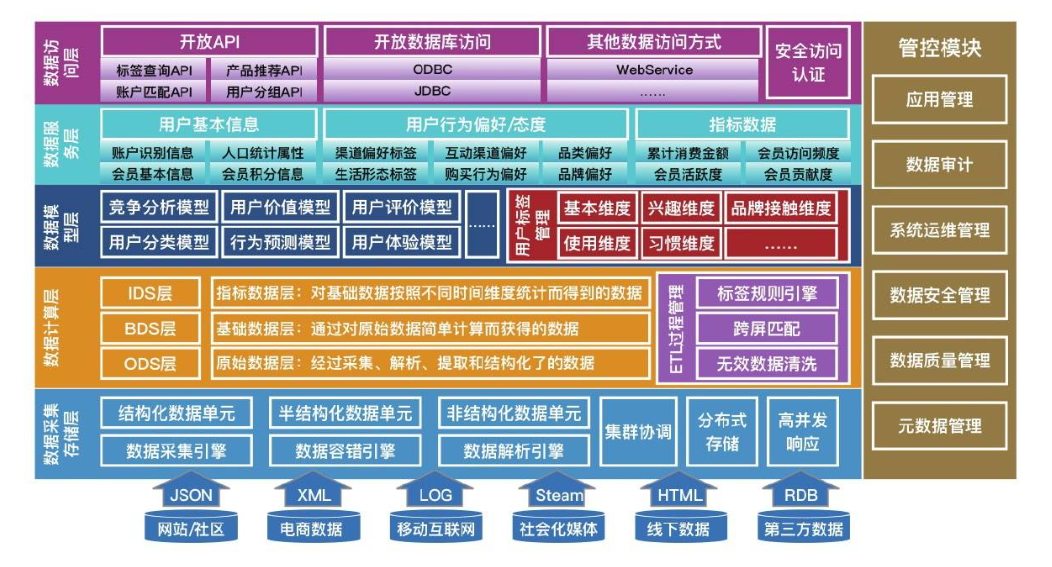 数据访
问层
开放API
标签查询API
产品推荐API
账户匹配API
用户分组API
开放数据库访问
ODBC
JDBC
其他数据访问方式
WebService
......
安全访问
认证
数据服
务层
用户基本信息
账户识别信息
人口统计属性
会员基本信息
会员积分信息
用户行为偏好/态度
渠道偏好标签
互动渠道偏好
品类偏好
生活形态标签
购买行为偏好
品牌偏好
指标数据
累计消费金额
会员访问频度
会员活跃度
会员贡献度
数据模
型层
竞争分析模型
用户价值模型
用户评价模型
用户分类模型
行为预测模型
用户体验模型
......
用户标签
管理
基本维度
兴趣维度
品牌接触维度
使用维度
习惯维度
......
数据计算层
IDS层
指标数据层：对基础数据按照不同时间维度统计而得到的数据
BDS层
基础数据层：通过对原始数据简单计算而获得的数据
ODS层
原始数据层：经过采集、解析、提取和结构化了的数据
ETL过程管理
标签规则引擎
跨屏匹配
无效数据清洗
数据采集
存储层
结构化数据单元
半结构化数据单元
非结构化数据单元
数据采集引擎
数据容错引擎
数据解析引擎
集群协调
分布式
存储
高并发
响应
JSON
XML
LOG
Steam
HTML
RDB
网站/社区
电商数据
移动互联网
社会化媒体
线下数据
第三方数据
管控模块
应用管理
数据审计
系统运维管理
数据安全管理
数据质量管理
元数据管理